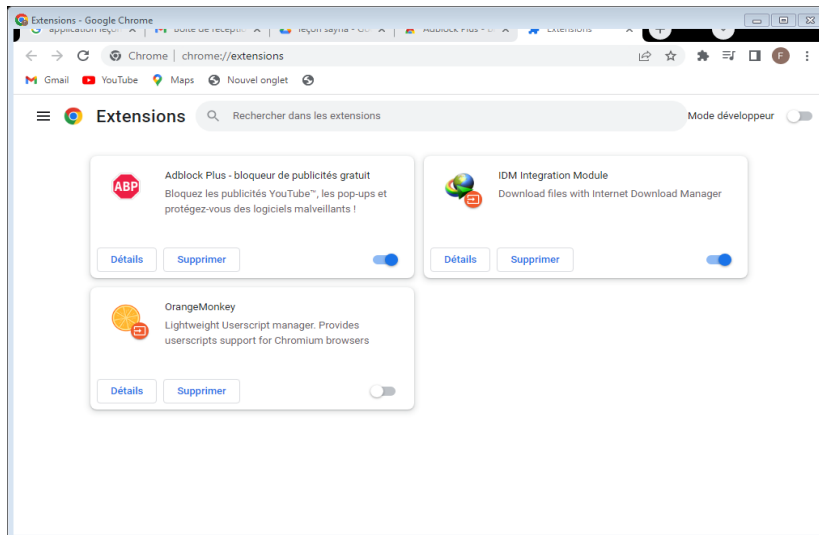 Extensions - Google Chrome
Chrome | chrome://extensions
Gmail YouTube Maps Nouvel onglet
Extensions Rechercher dans les extensions Mode développeur
ABP
Adblock Plus - bloqueur de publicités gratuit
Bloquez les publicités YouTube™, les pop-ups et
protégez-vous des logiciels malveillants !
Détails Supprimer
IDM Integration Module
Download files with Internet Download Manager
Détails Supprimer
OrangeMonkey
Lightweight Userscript manager. Provides
userscripts support for Chromium browsers
Détails Supprimer